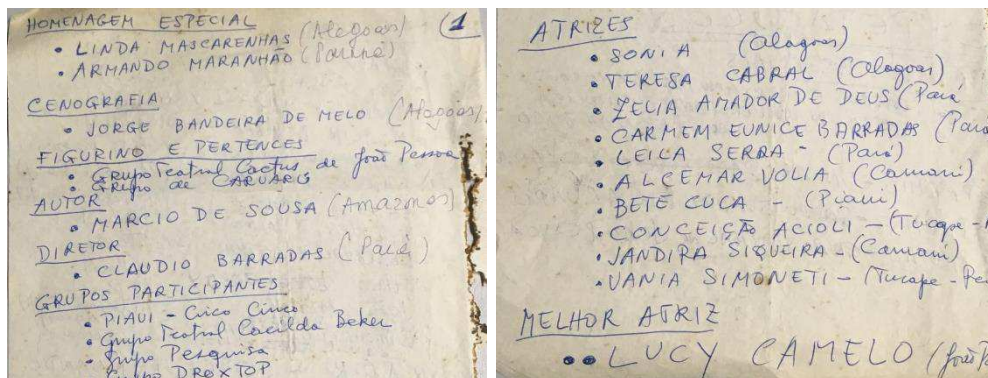 HOMENAGEM ESPECIAL
• LINDA MASCARENHAS (Alagoas)
• ARMANDO MARANHÃO (Paraná)
1
CENOGRAFIA
• JORGE BANDEIRA DE MELO (Alagoas)
FIGURINO E PERTENCES
• Grupo Teatral Cactus de João Pessoa
• Grupo de CARUARU
AUTOR
• MARCIO DE SOUSA (Amazonas)
DIRETOR
• CLAUDIO BARRADAS (Pará)
GRUPOS PARTICIPANTES
• PIAUI - Circo Circo
• Grupo Teatral Cacilda Beker
• Grupo Pesquisa
• Grupo
ATRIZES
• SONIA (Alagoas)
• TERESA CABRAL (Alagoas)
• ZELIA AMADOR DE DEUS (Pará
• CARMEM EUNICE BARRADAS (Pará
• LEILA SERRA - (Pará)
• ALCEMAR VOLIA (Camari)
• BETE CUCA - (Piaui)
• CONCEIÇÃO ACIOLI - (Tucape -
• JANDIRA SIQUEIRA - (Camari)
• VANIA SIMONETI - (Tucape - Pe
MELHOR ATRIZ
•• LUCY CAMELO (João P